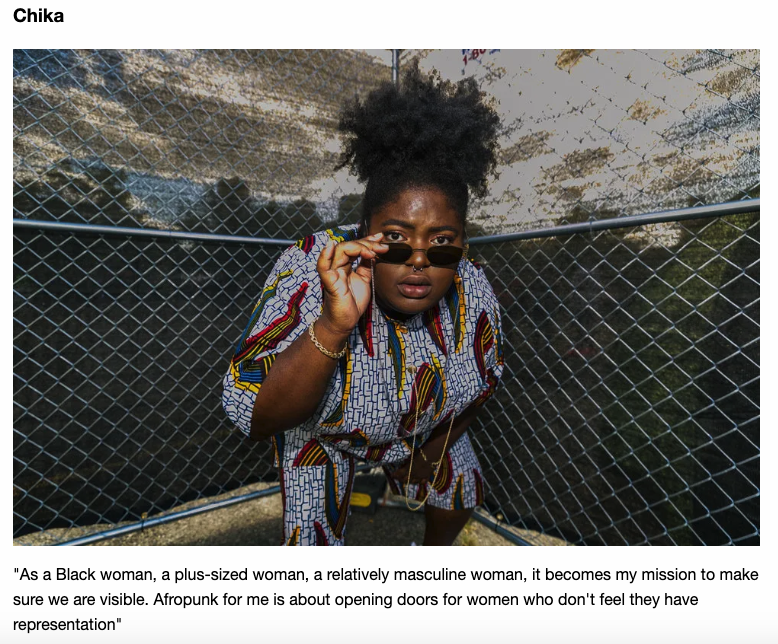 Chika
"As a Black woman, a plus-sized woman, a relatively masculine woman, it becomes my mission to make
sure we are visible. Afropunk for me is about opening doors for women who don't feel they have
representation"